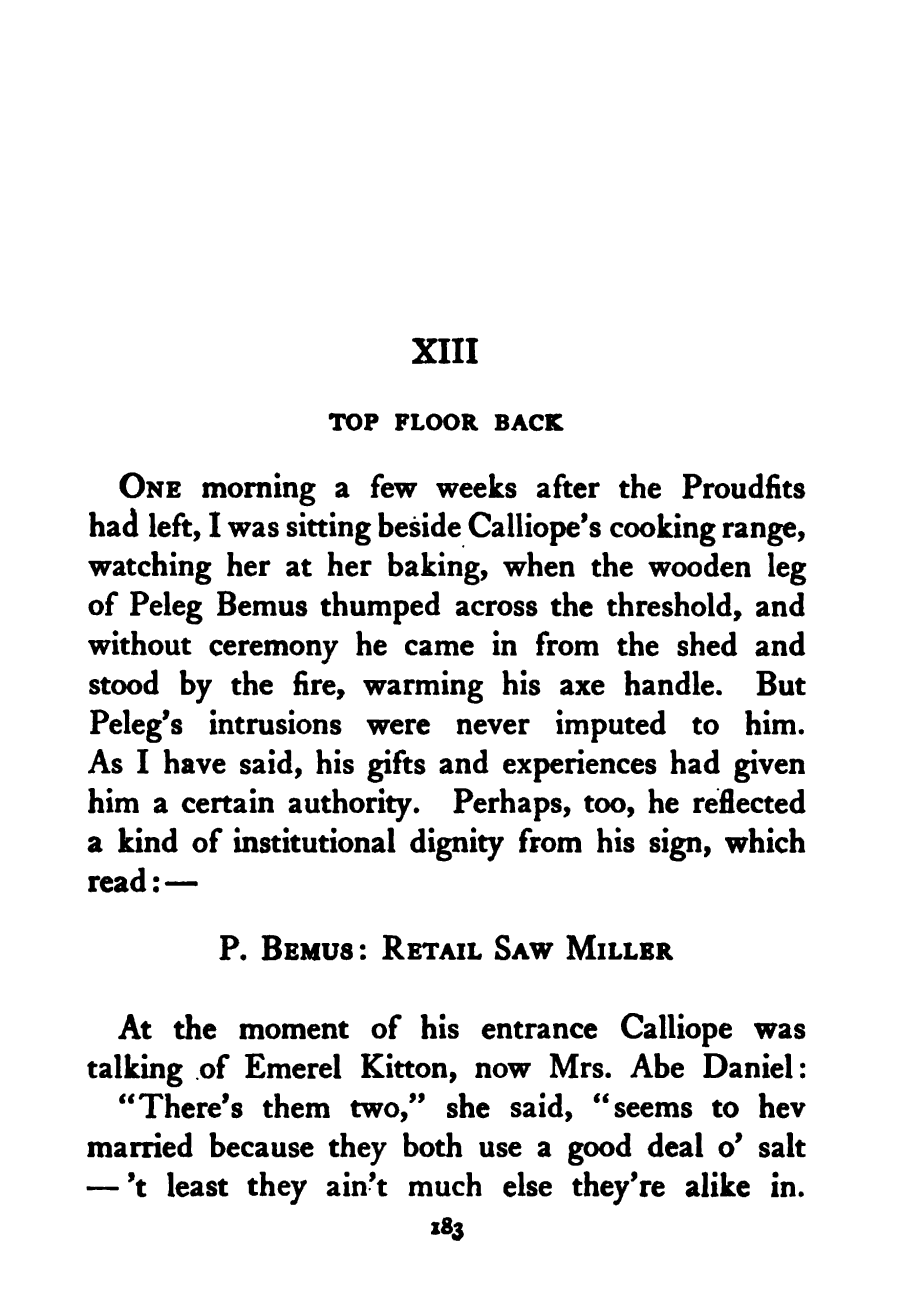 XIII
TOP FLOOR BACK
ONE morning a few weeks after the Proudfits
had left, I was sitting beside Calliope's cooking range,
watching her at her baking, when the wooden leg
of Peleg Bemus thumped across the threshold, and
without ceremony he came in from the shed and
stood by the fire, warming his axe handle. But
Peleg's intrusions were never imputed to him.
As I have said, his gifts and experiences had given
him a certain authority. Perhaps, too, he reflected
a kind of institutional dignity from his sign, which
read:—
P. BEMUS: RETAIL SAW MILLER
At the moment of his entrance Calliope was
talking of Emerel Kitton, now Mrs. Abe Daniel:
"There's them two," she said, "seems to hev
married because they both use a good deal o' salt
— 't least they ain't much else they're alike in.
183